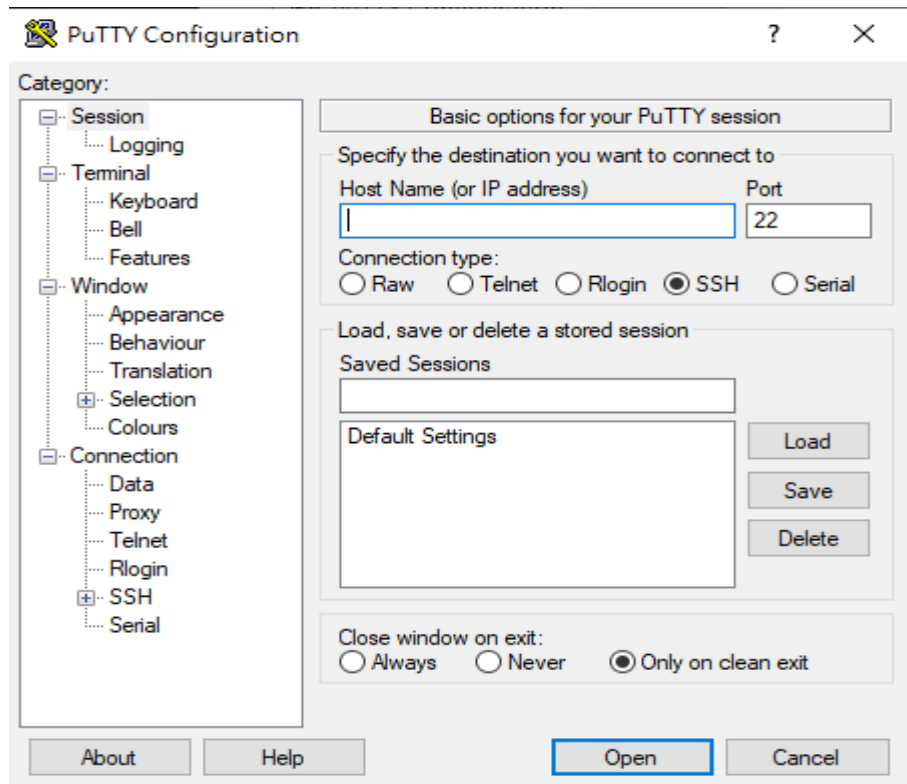 PuTTY Configuration ? ×
Category:
Session
Logging
Terminal
Keyboard
Bell
Features
Window
Appearance
Behaviour
Translation
Selection
Colours
Connection
Data
Proxy
Telnet
Rlogin
SSH
Serial
Basic options for your PuTTY session
Specify the destination you want to connect to
Host Name (or IP address) Port
22
Connection type:
Raw Telnet Rlogin SSH Serial
Load, save or delete a stored session
Saved Sessions
Default Settings
Load
Save
Delete
Close window on exit:
Always Never Only on clean exit
About Help Open Cancel